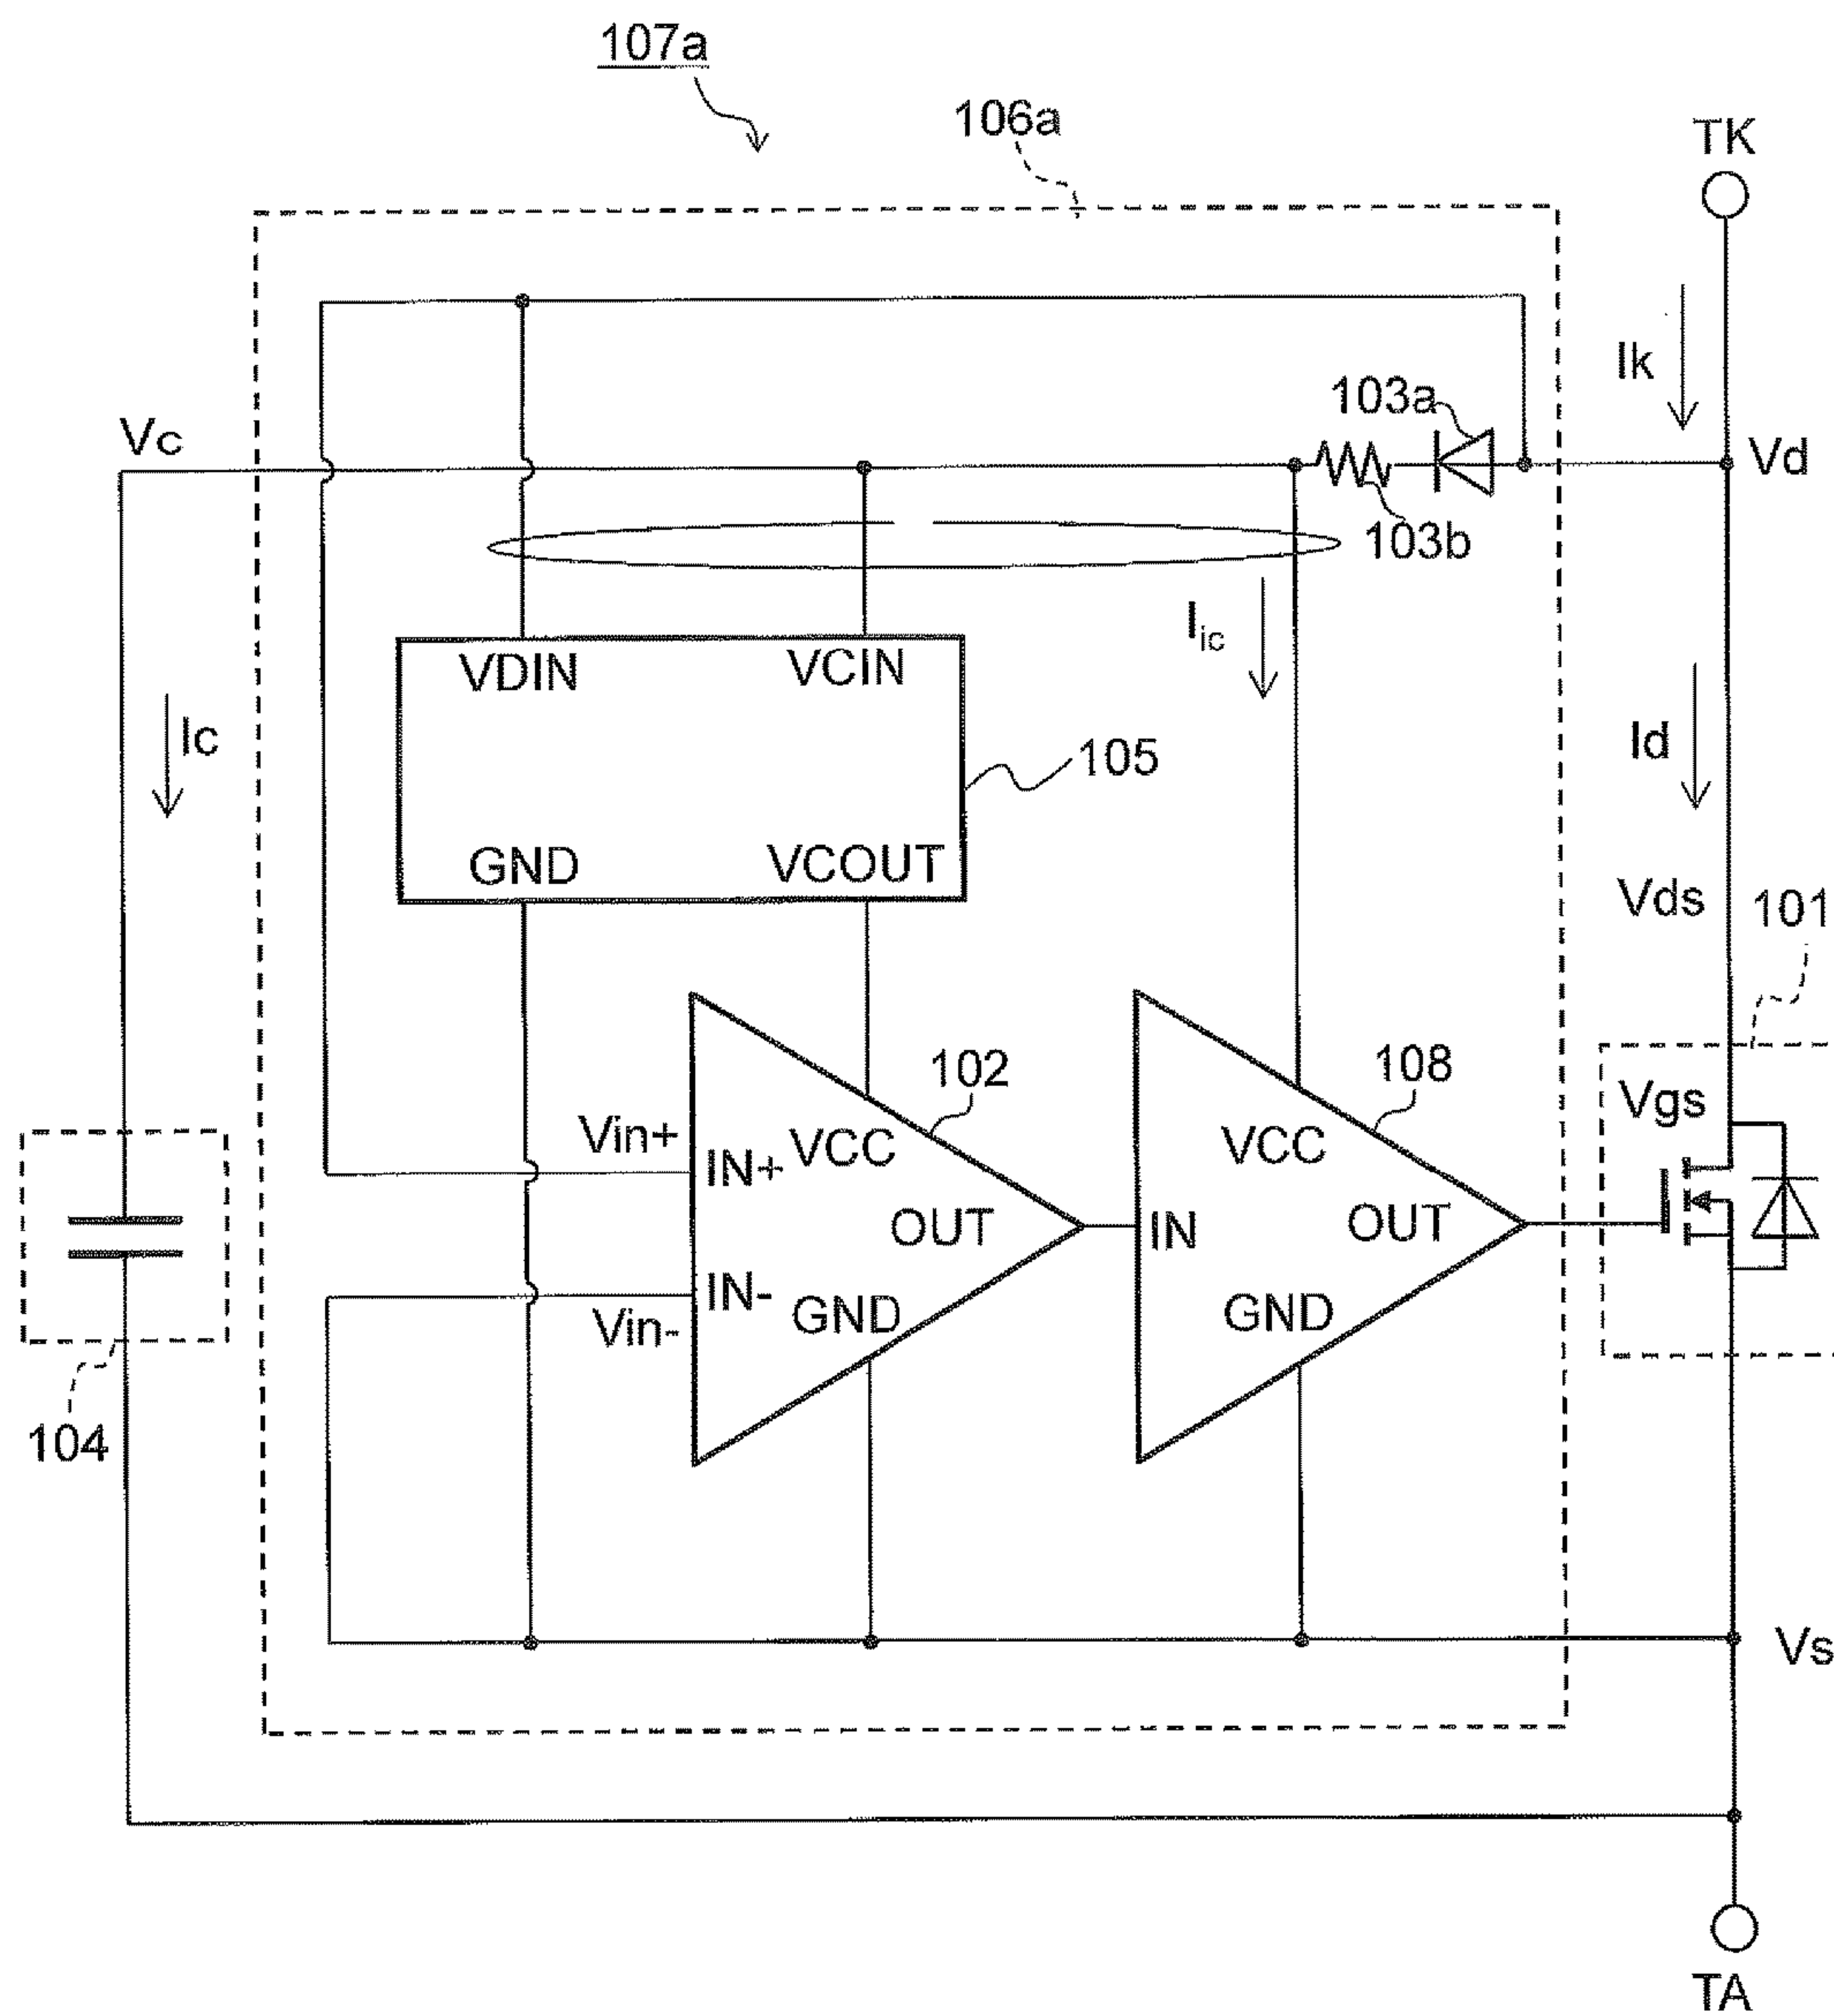 107a
106a
TK
Ik
103a
Vc
Vd
103b
Iic
VDIN
VCIN
Ic
105
Id
GND
VCOUT
Vds
101
102
108
Vgs
Vin+
IN+
VCC
VCC
OUT
IN
OUT
IN-
GND
GND
Vin-
104
Vs
TA